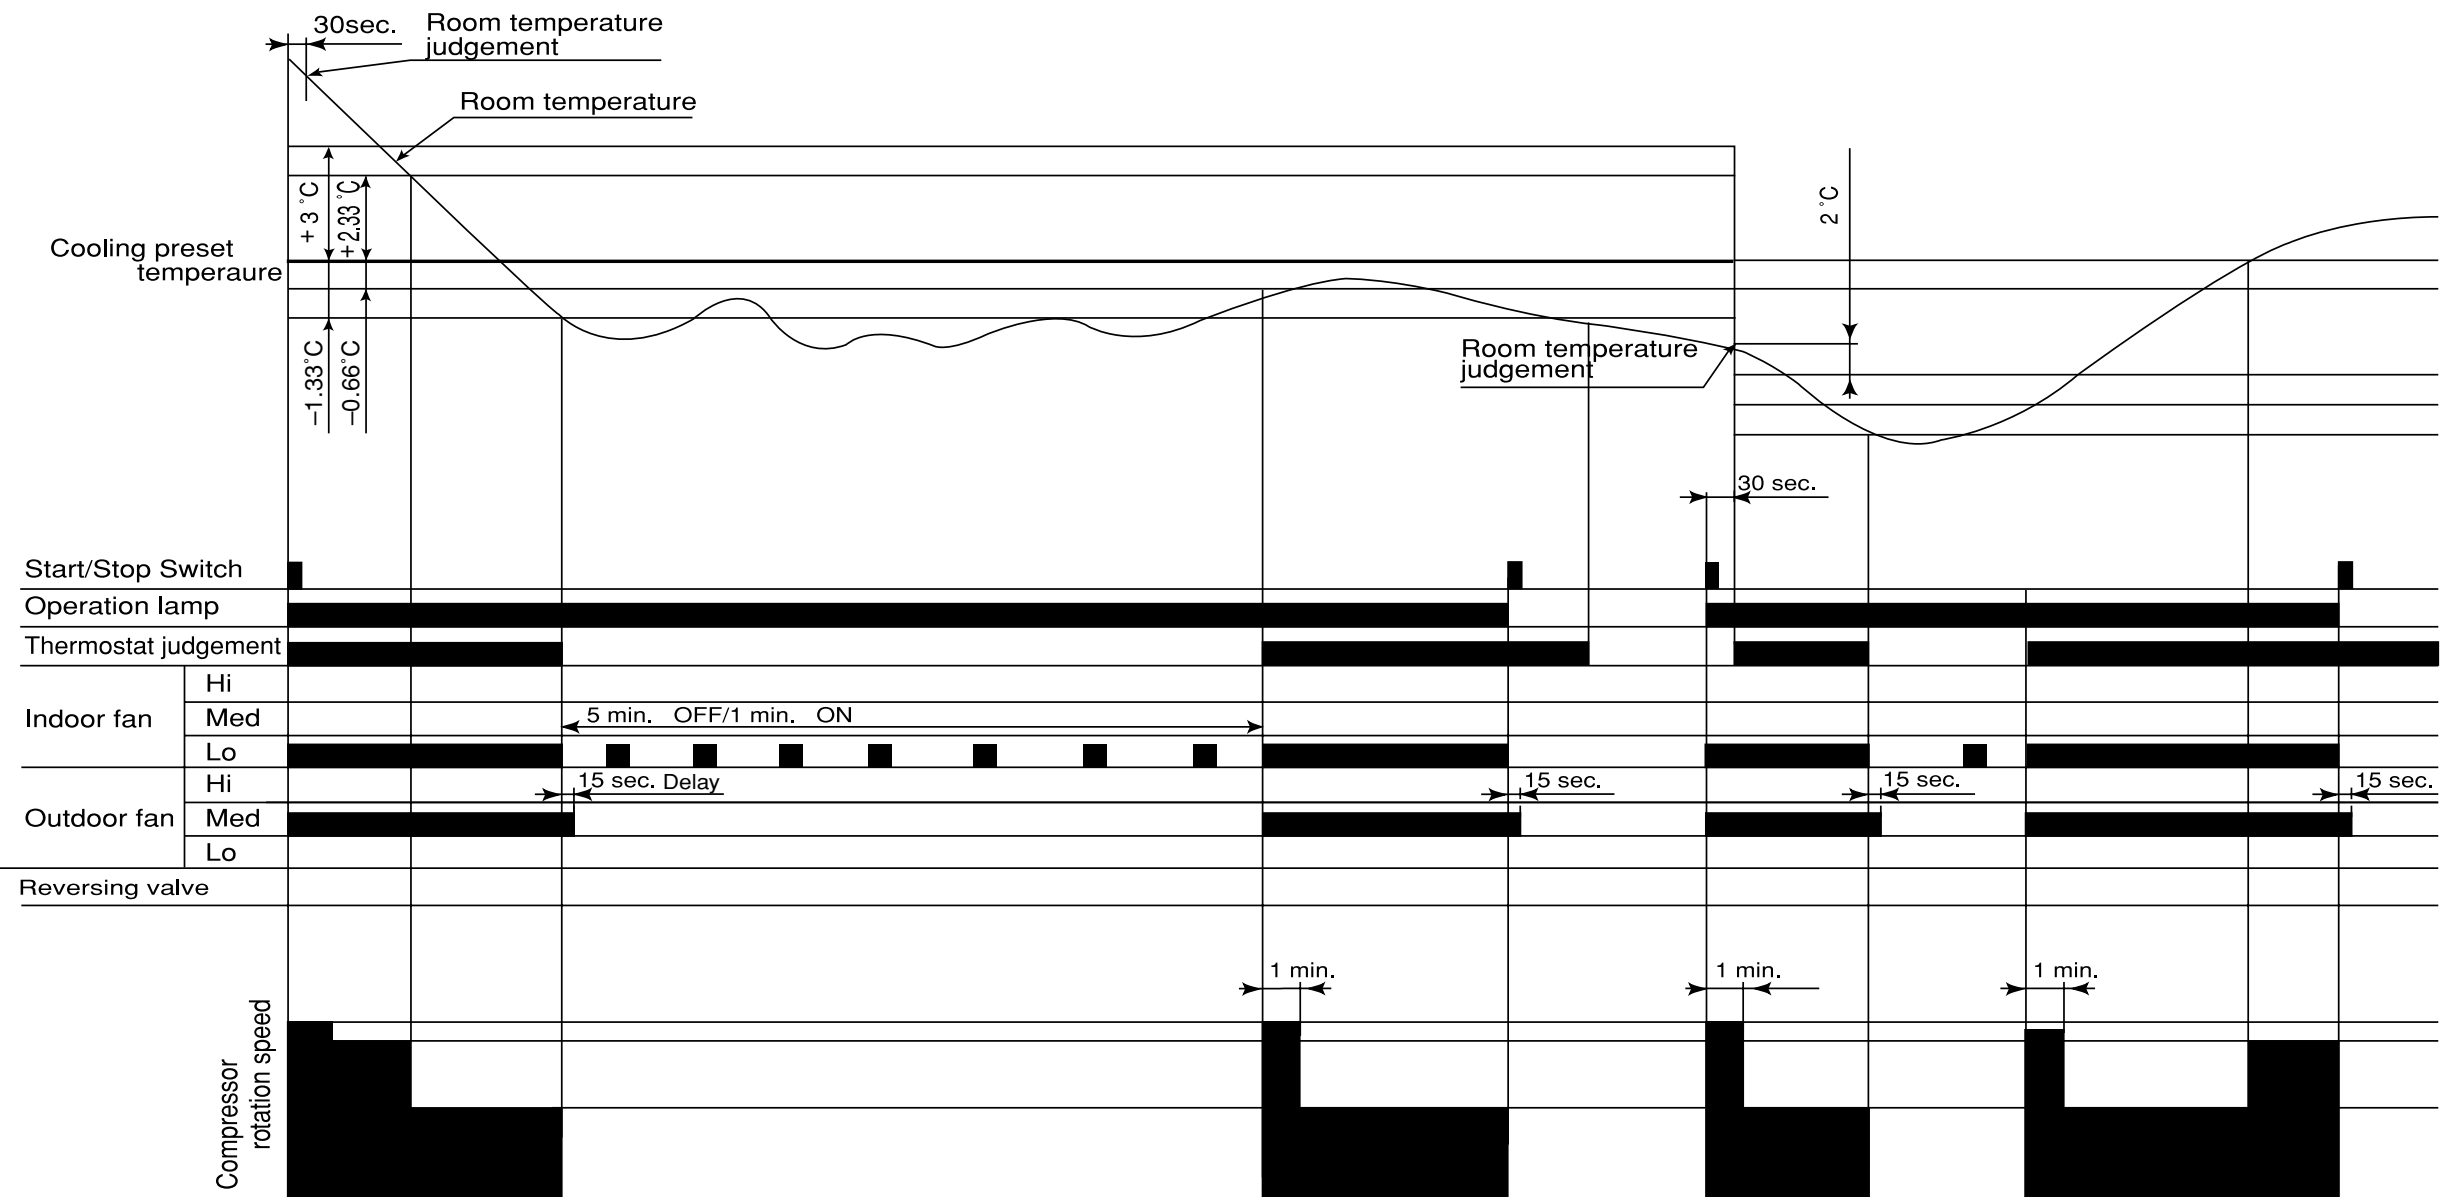 30sec.
Room temperature
judgement
Room temperature
+ 3 ˚C
+2.33 ˚C
2 ˚C
Cooling preset
temperaure
−1.33˚C
−0.66˚C
Room temperature
judgement
30 sec.
Start/Stop Switch
Operation lamp
Thermostat judgement
Indoor fan
Hi
Med
Lo
5 min. OFF/1 min. ON
Outdoor fan
Hi
Med
Lo
15 sec. Delay
15 sec.
15 sec.
15 sec.
Reversing valve
1 min.
1 min.
1 min.
Compressor
rotation speed